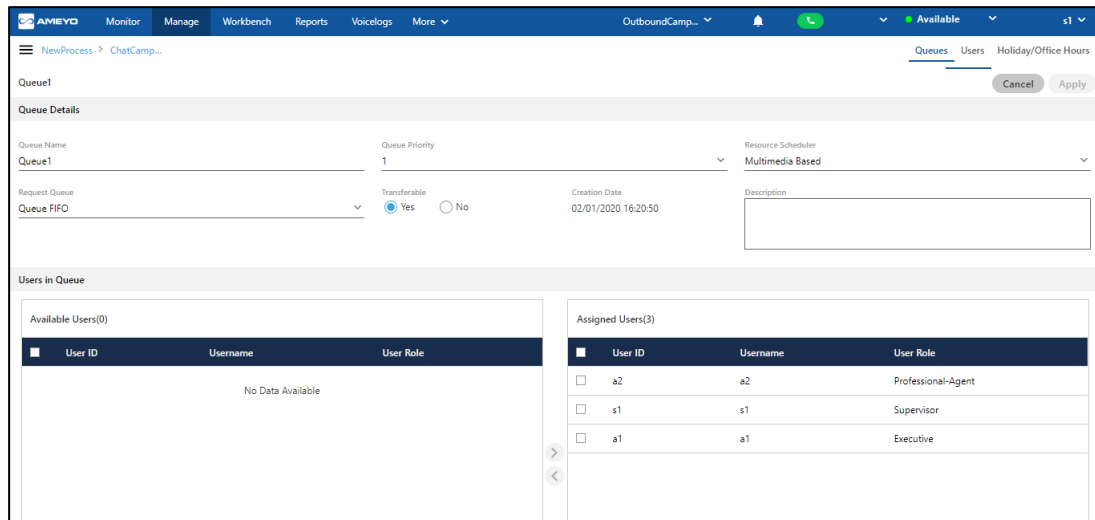 AMEYO Monitor Manage Workbench Reports Voicelogs More OutboundCamp... Available s1
NewProcess > ChatCamp... Queues Users Holiday/Office Hours
Queue1 Cancel Apply
Queue Details
Queue Name Queue Priority Resource Scheduler
Queue1 1 Multimedia Based
Request Queue Transferable Creation Date Description
Queue FIFO Yes No 02/01/2020 16:20:50
Users in Queue
Available Users(0) Assigned Users(3)
User ID Username User Role User ID Username User Role
No Data Available a2 a2 Professional-Agent
s1 s1 Supervisor
a1 a1 Executive